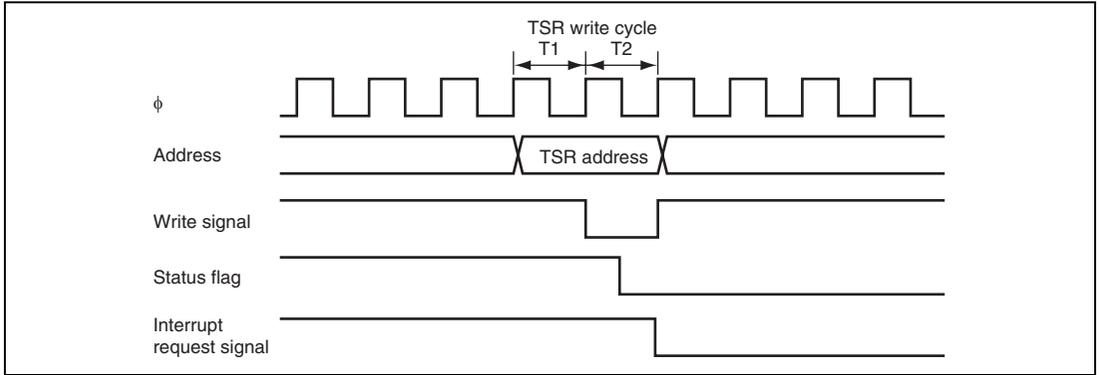 TSR write cycle
T1 T2
ϕ
Address
TSR address
Write signal
Status flag
Interrupt
request signal